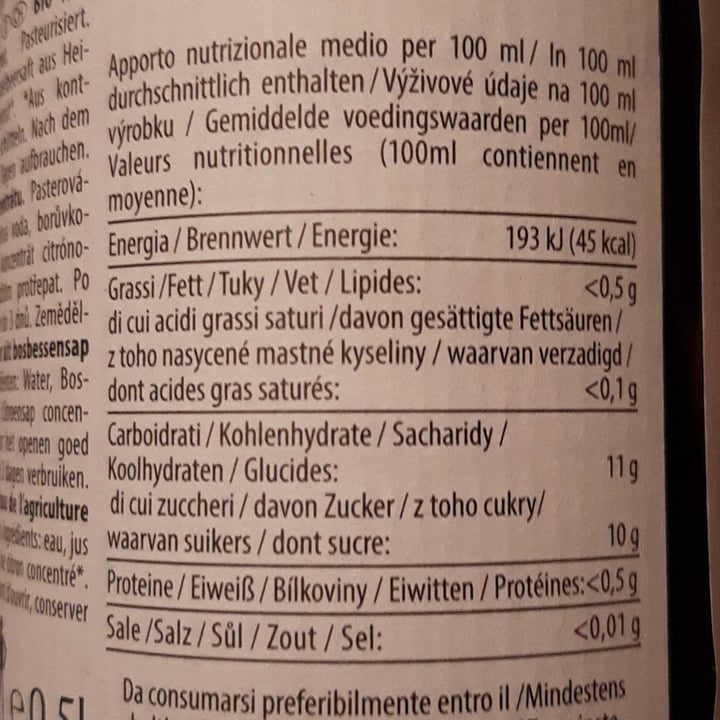 Pasteurisiert.
aus Hei-
*Aus kont-
Nach dem
aufbrauchen.
Pasterová-
voda, borůvko-
citróno-
protřepat. Po
Zeměděl-
bosbessensap
Water, Bos-
concen-
openen goed
verbruiken.
de l'agriculture
eau, jus
concentré*.
conserver
0,5l
Apporto nutrizionale medio per 100 ml / In 100 ml
durchschnittlich enthalten / Výživové údaje na 100 ml
výrobku / Gemiddelde voedingswaarden per 100ml/
Valeurs nutritionnelles (100ml contiennent en
moyenne):
Energia / Brennwert / Energie: 193 kJ (45 kcal)
Grassi /Fett / Tuky / Vet / Lipides: <0,5 g
di cui acidi grassi saturi /davon gesättigte Fettsäuren /
z toho nasycené mastné kyseliny / waarvan verzadigd /
dont acides gras saturés: <0,1 g
Carboidrati / Kohlenhydrate / Sacharidy /
Koolhydraten / Glucides: 11 g
di cui zuccheri / davon Zucker / z toho cukry/
waarvan suikers / dont sucre: 10 g
Proteine / Eiweiß / Bílkoviny / Eiwitten / Protéines:<0,5 g
Sale /Salz / Sůl / Zout / Sel: <0,01 g
Da consumarsi preferibilmente entro il /Mindestens